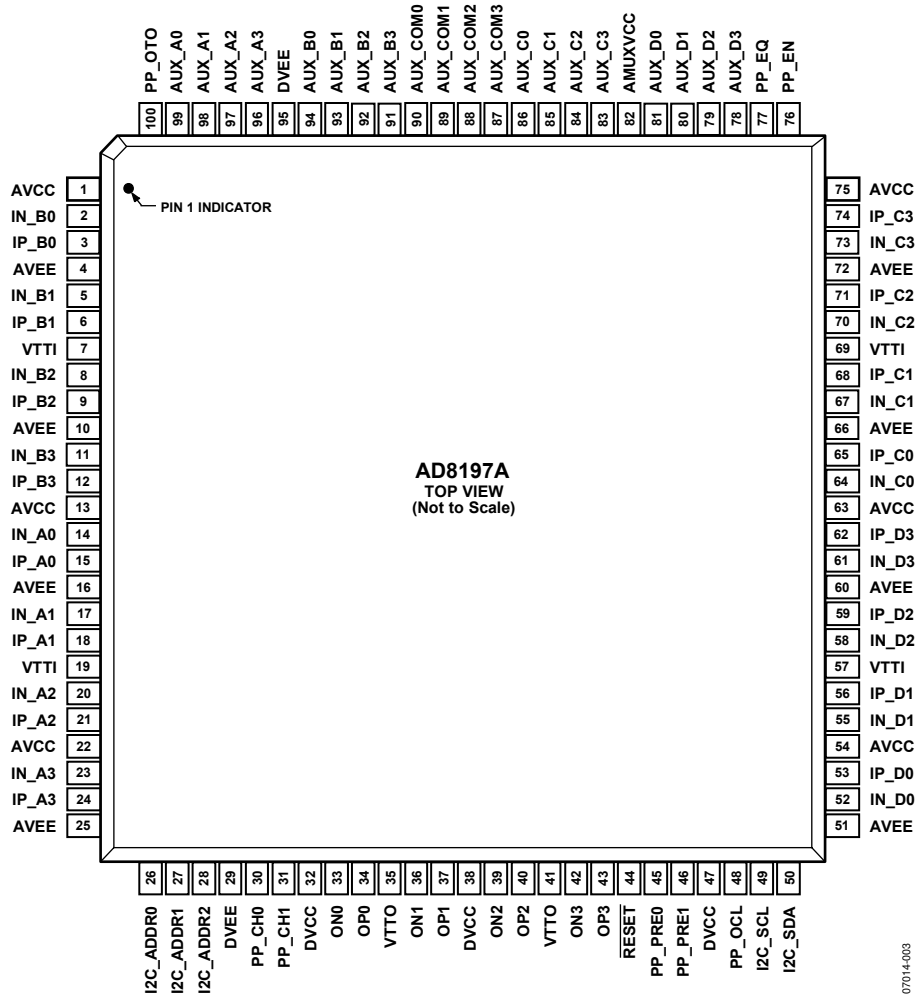 PP_OTO
AUX_A0
AUX_A1
AUX_A2
AUX_A3
DVEE
AUX_B0
AUX_B1
AUX_B2
AUX_B3
AUX_COM0
AUX_COM1
AUX_COM2
AUX_COM3
AUX_C0
AUX_C1
AUX_C2
AUX_C3
AMUXVCC
AUX_D0
AUX_D1
AUX_D2
AUX_D3
PP_EQ
PP_EN
100 99 98 97 96 95 94 93 92 91 90 89 88 87 86 85 84 83 82 81 80 79 78 77 76
AVCC 1
IN_B0 2
IP_B0 3
AVEE 4
IN_B1 5
IP_B1 6
VTTI 7
IN_B2 8
IP_B2 9
AVEE 10
IN_B3 11
IP_B3 12
AVCC 13
IN_A0 14
IP_A0 15
AVEE 16
IN_A1 17
IP_A1 18
VTTI 19
IN_A2 20
IP_A2 21
AVCC 22
IN_A3 23
IP_A3 24
AVEE 25
PIN 1 INDICATOR
AD8197A
TOP VIEW
(Not to Scale)
75 AVCC
74 IP_C3
73 IN_C3
72 AVEE
71 IP_C2
70 IN_C2
69 VTTI
68 IP_C1
67 IN_C1
66 AVEE
65 IP_C0
64 IN_C0
63 AVCC
62 IP_D3
61 IN_D3
60 AVEE
59 IP_D2
58 IN_D2
57 VTTI
56 IP_D1
55 IN_D1
54 AVCC
53 IP_D0
52 IN_D0
51 AVEE
26 27 28 29 30 31 32 33 34 35 36 37 38 39 40 41 42 43 44 45 46 47 48 49 50
I2C_ADDR0
I2C_ADDR1
I2C_ADDR2
DVEE
PP_CH0
PP_CH1
DVCC
ON0
OP0
VTTO
ON1
OP1
DVCC
ON2
OP2
VTTO
ON3
OP3
RESET
PP_PRE0
PP_PRE1
DVCC
PP_OCL
I2C_SCL
I2C_SDA
07014-003